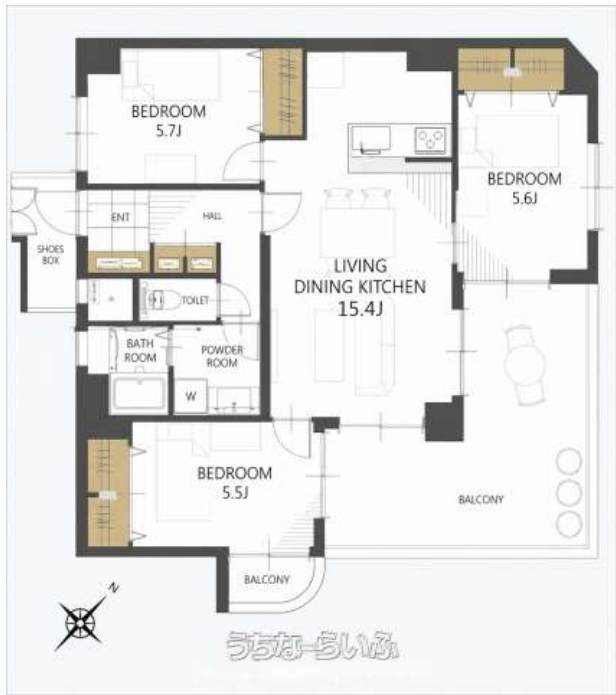 BEDROOM
5.7J
BEDROOM
5.6J
ENT
HALL
SHOES
BOX
LIVING
DINING KITCHEN
15.4J
TOILET
BATH
ROOM
POWDER
ROOM
W
BEDROOM
5.5J
BALCONY
BALCONY
N
うちなーらいふ